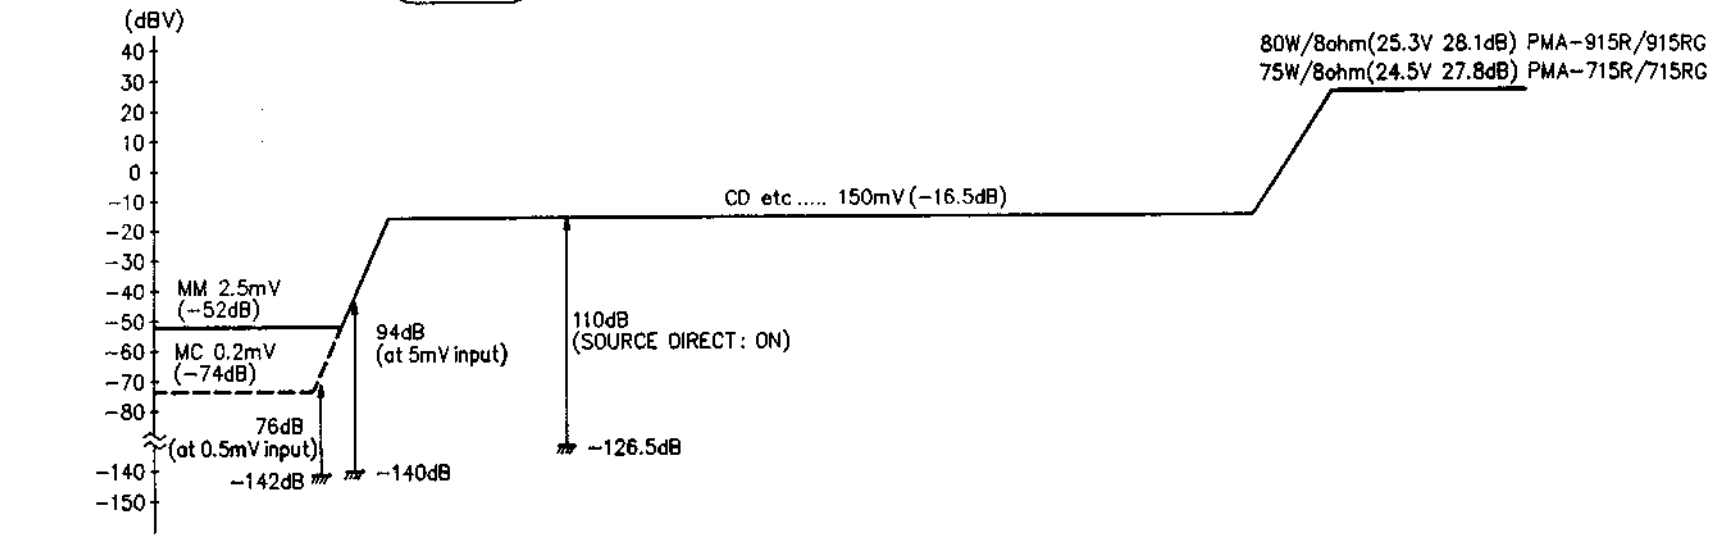 (dBV)
40
30
20
10
0
-10
-20
-30
-40
-50
-60
-70
-80
-140
-150
80W/8ohm(25.3V 28.1dB) PMA-915R/915RG
75W/8ohm(24.5V 27.8dB) PMA-715R/715RG
CD etc..... 150mV(-16.5dB)
MM 2.5mV
(-52dB)
MC 0.2mV
(-74dB)
94dB
(at 5mV input)
110dB
(SOURCE DIRECT: ON)
76dB
(at 0.5mV input)
-142dB
-140dB
-126.5dB